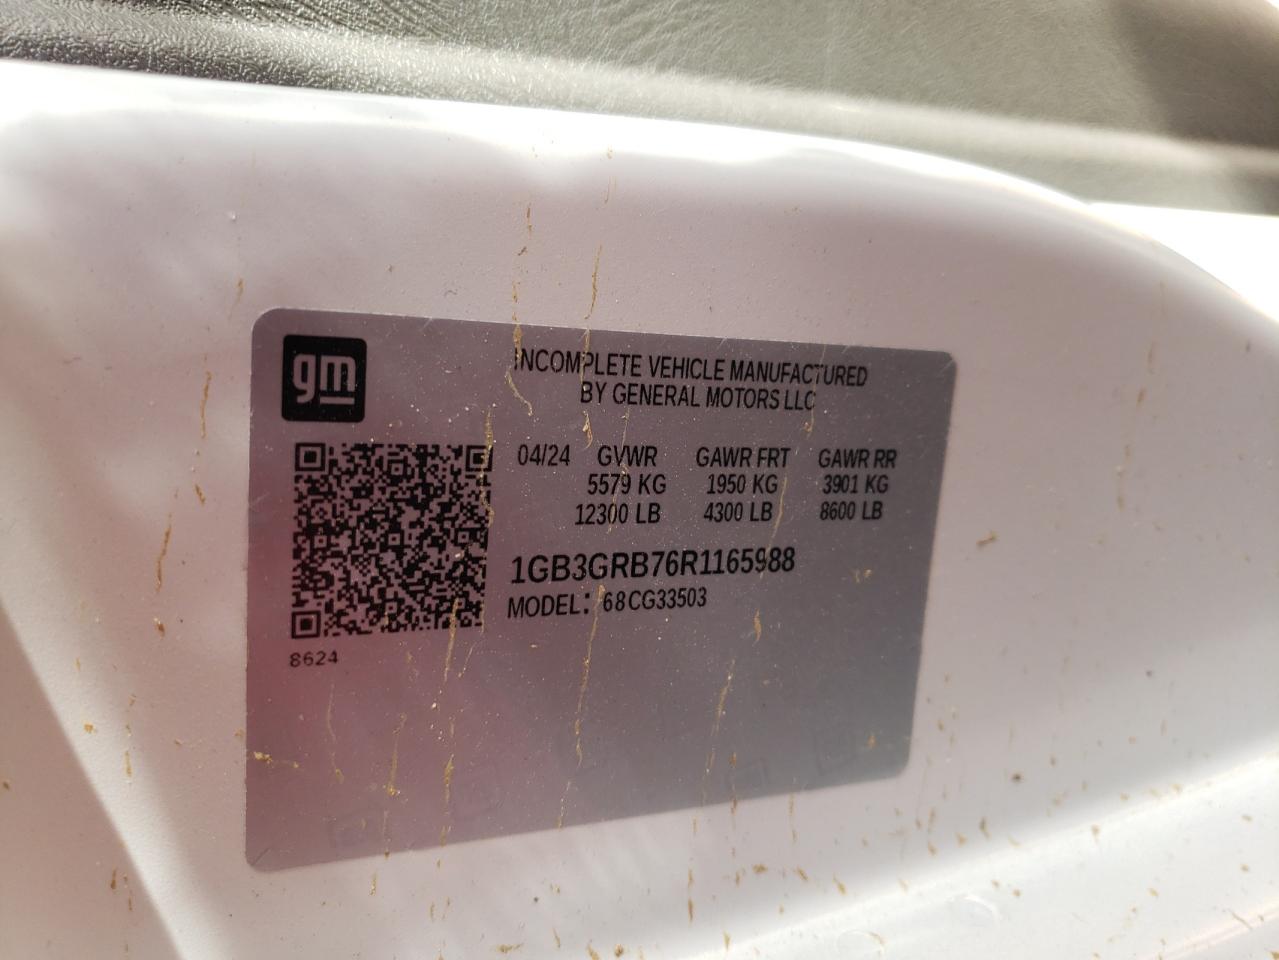 gm
INCOMPLETE VEHICLE MANUFACTURED
BY GENERAL MOTORS LLC
04/24 GVWR GAWR FRT GAWR RR
5579 KG 1950 KG 3901 KG
12300 LB 4300 LB 8600 LB
1GB3GRB76R1165988
MODEL: 68CG33503
8624